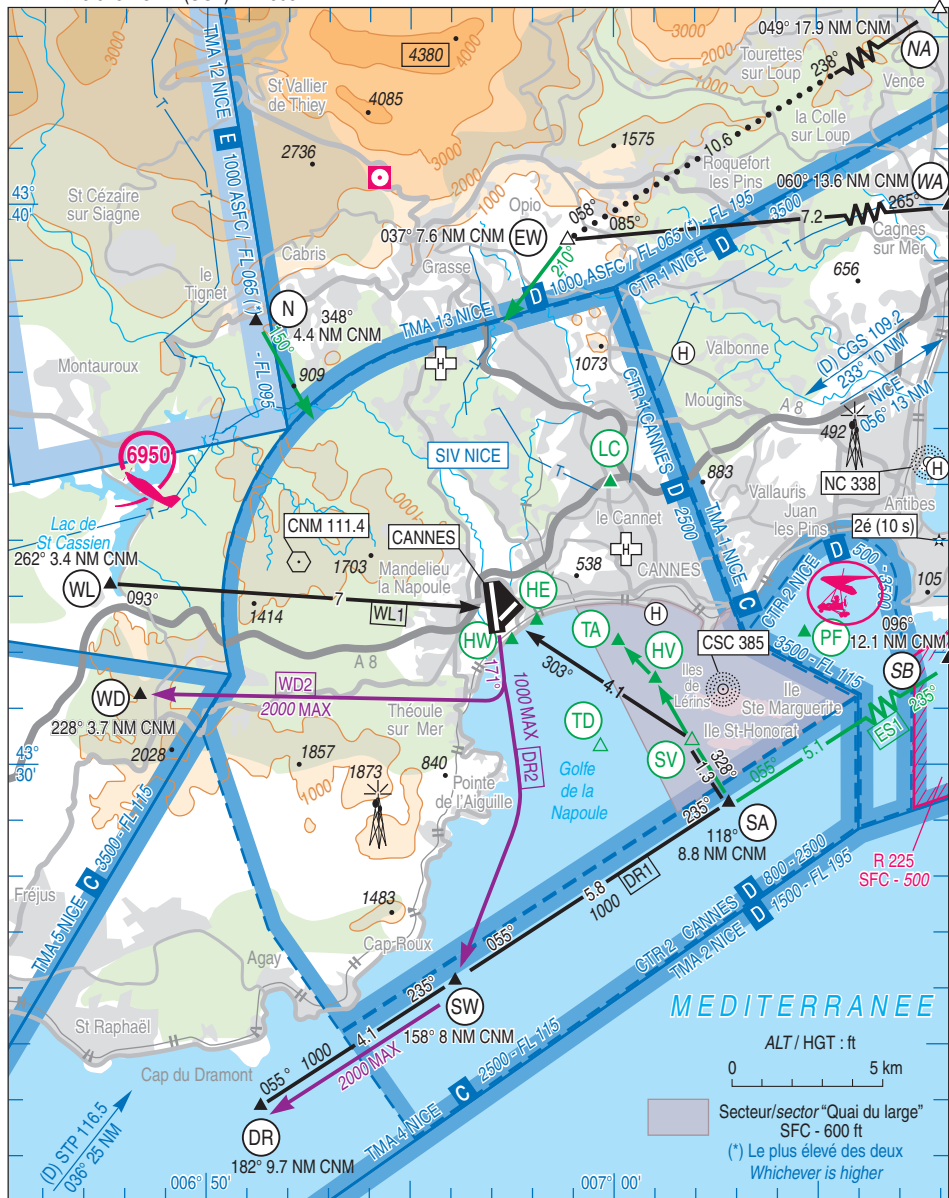 049° 17.9 NM CNM
NA
238°
Tourettes
sur Loup
Vence
3000
4000
3000
2000
1000
4380
TMA 12 NICE E 1000 ASFC / FL 065 (*) - FL 095
St Vallier
de Thiey
4085
2736
3000
2000
1000
1575
10.6
la Colle
sur Loup
Roquefort
les Pins
060° 13.6 NM CNM
WA
265°
7.2
Cagnes
sur Mer
3500
43°
40'
St Cézaire
sur Siagne
Opio
058°
085°
037° 7.6 NM CNM
EW
210°
Cabris
Grasse
le
Tignet
N
348°
4.4 NM CNM
150°
TMA 13 NICE D 1000 ASFC / FL 065 (*) - FL 195
CTR 1 NICE D
656
Montauroux
909
H
1073
H
Valbonne
(D) CGS 109.2
233° 10 NM
NICE
056° 13 NM
Mougins
A 8
CTR 1 CANNES D 2500
TMA 1 NICE C
3500 - FL 115
492
6950
SIV NICE
LC
883
Vallauris
Juan
les Pins
NC 338
H
Antibes
2é (10 s)
Lac de
St Cassien
1000
CNM 111.4
CANNES
le Cannet
H
CANNES
262° 3.4 NM CNM
WL
093°
7
WL1
1703
Mandelieu
la Napoule
538
1414
HE
HW
TA
H
CSC 385
CTR 2 NICE D 500 - 3500
105
096°
12.1 NM CNM
PF
SB
235°
A 8
171°
303°
4.1
HV
Iles
de
Lérins
Ile
Ste Marguerite
Ile St-Honorat
WD
WD2
2000 MAX
228° 3.7 NM CNM
Théoule
sur Mer
1000 MAX
DR2
TD
SV
1.3
328°
055°
5.1
ES1
2028
43°
30'
1857
1000
1873
840
Pointe
de l'Aiguille
Golfe
de la
Napoule
235°
SA
118°
8.8 NM CNM
R 225
SFC - 500
TMA 5 NICE C 3500 - FL 115
Fréjus
1483
5.8
DR1
1000
CTR 2 CANNES D 800 - 2500
TMA 2 NICE D 1500 - FL 195
Cap Roux
Agay
055°
235°
SW
158° 8 NM CNM
St Raphaël
4.1
1000
2000 MAX
055°
Cap du Dramont
MEDITERRANEE
ALT / HGT : ft
0 5 km
TMA 4 NICE C 2500 - FL 115
DR
182° 9.7 NM CNM
(D) STP 116.5
036° 25 NM
Secteur/sector "Quai du large"
SFC - 600 ft
(*) Le plus élevé des deux
Whichever is higher
006° 50'
007° 00'